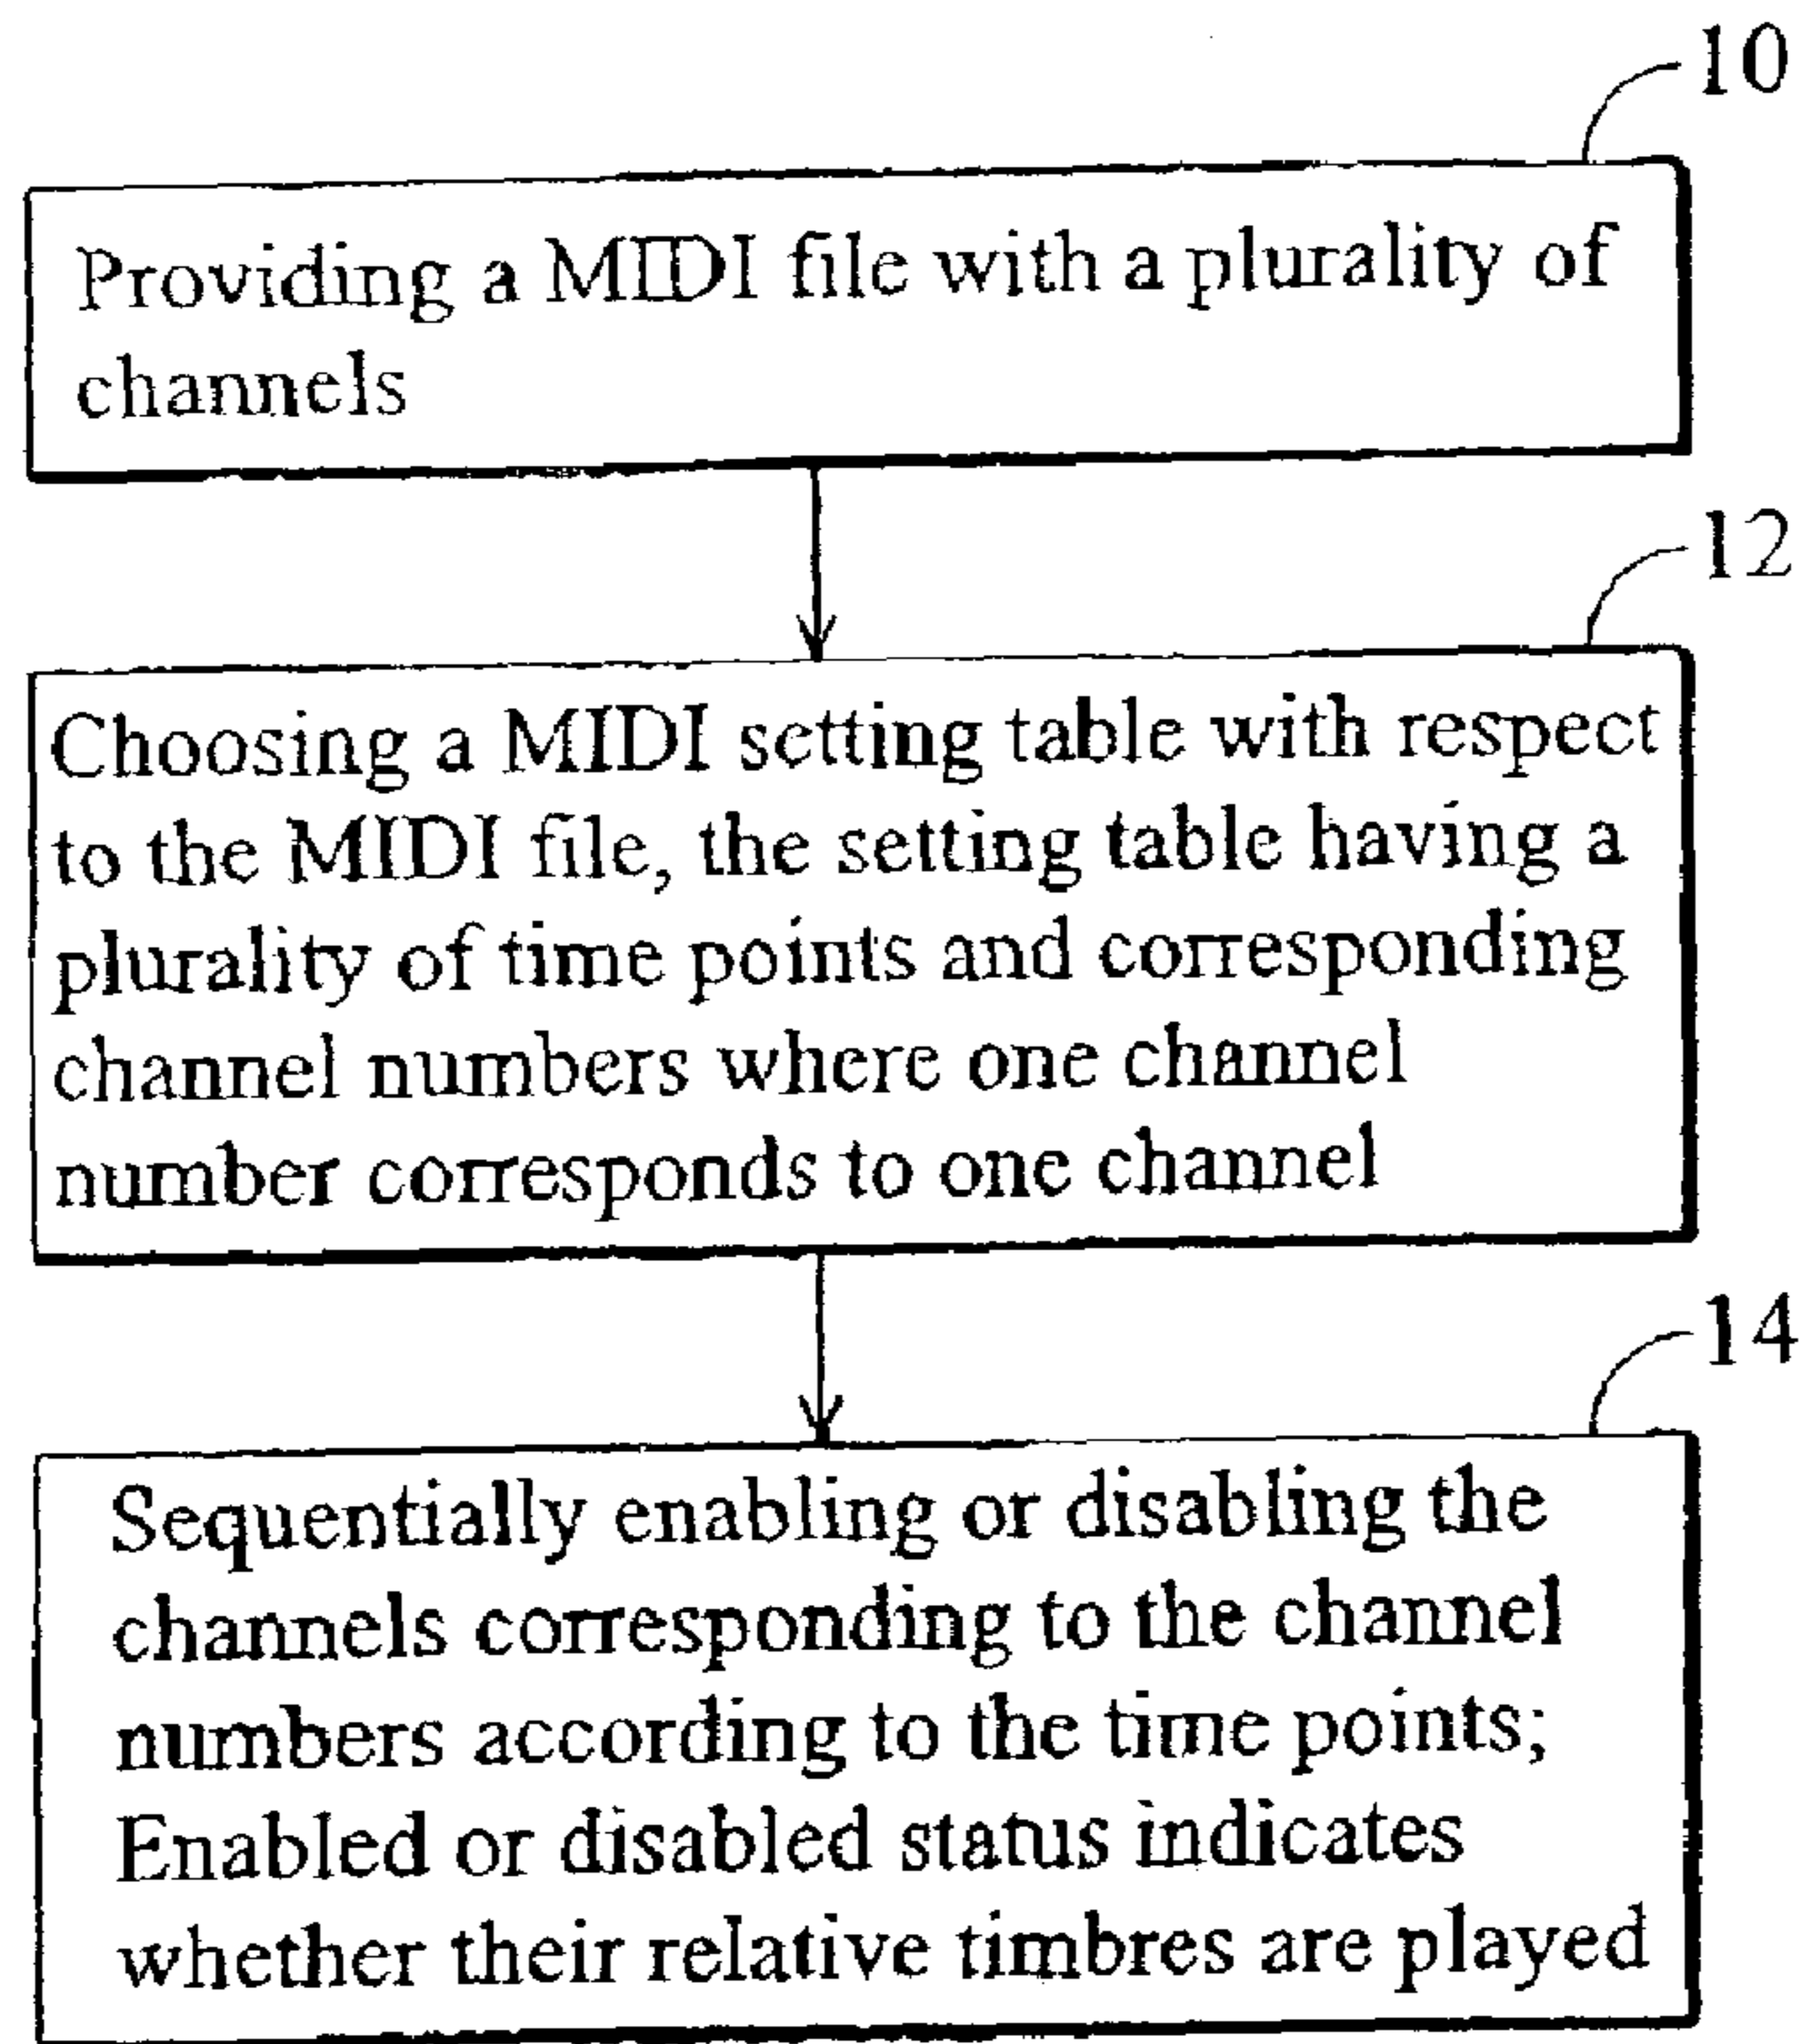 10
Providing a MIDI file with a plurality of
channels
12
Choosing a MIDI setting table with respect
to the MIDI file, the setting table having a
plurality of time points and corresponding
channel numbers where one channel
number corresponds to one channel
14
Sequentially enabling or disabling the
channels corresponding to the channel
numbers according to the time points;
Enabled or disabled status indicates
whether their relative timbres are played